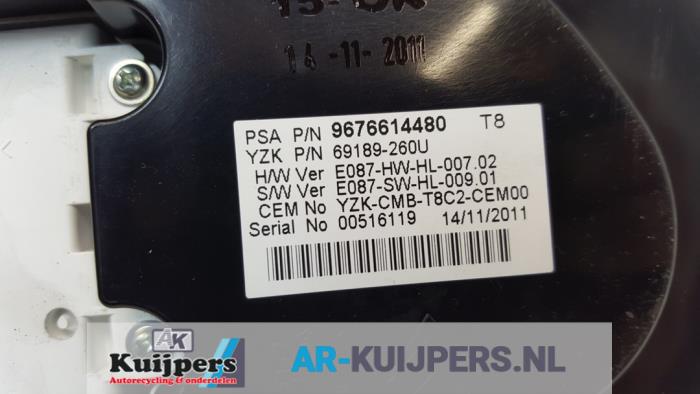 14-11-2011
PSA P/N 9676614480 T8
YZK P/N 69189-260U
H/W Ver E087-HW-HL-007.02
S/W Ver E087-SW-HL-009.01
CEM No YZK-CMB-T8C2-CEM00
Serial No 00516119 14/11/2011
AK
Kuijpers
Autorecycling & onderdelen
AR-KUIJPERS.NL